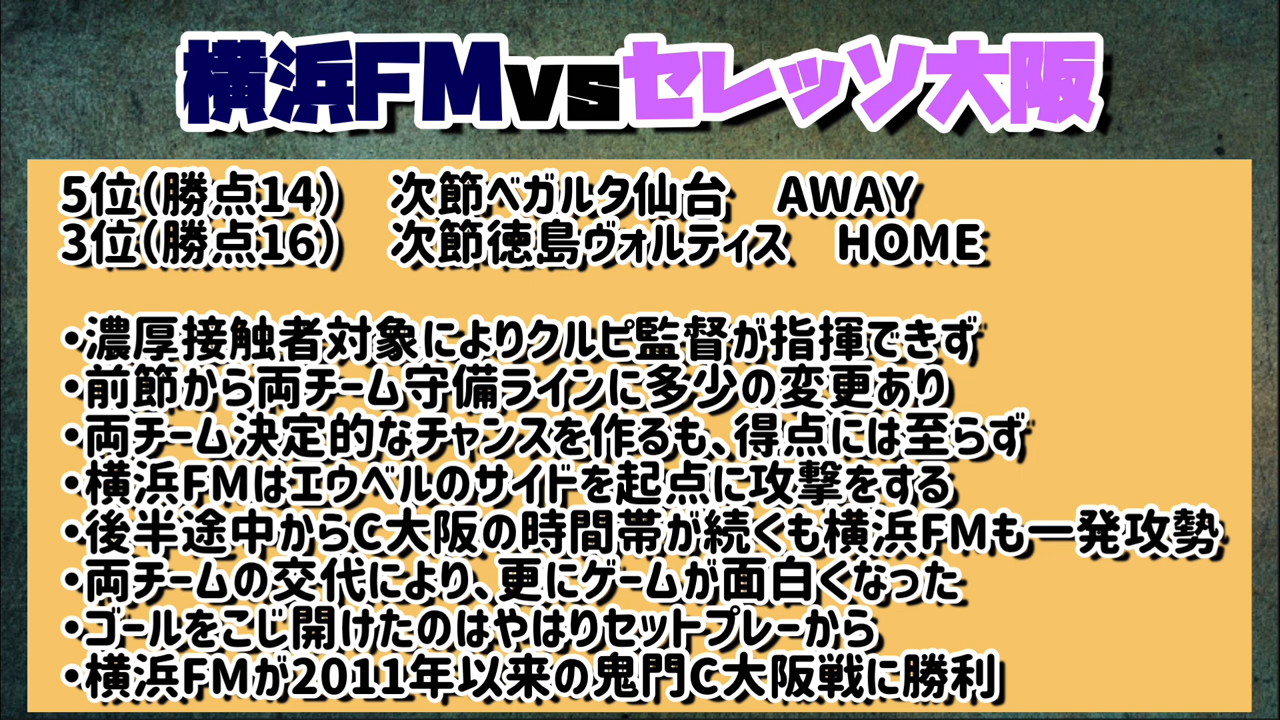 横浜FMvsセレッソ大阪
5位(勝点14)　次節ベガルタ仙台　AWAY
3位(勝点16)　次節徳島ヴォルティス　HOME
・濃厚接触者対象によりクルピ監督が指揮できず
・前節から両チーム守備ラインに多少の変更あり
・両チーム決定的なチャンスを作るも、得点には至らず
・横浜FMはエウベルのサイドを起点に攻撃をする
・後半途中からC大阪の時間帯が続くも横浜FMも一発攻勢
・両チームの交代により、更にゲームが面白くなった
・ゴールをこじ開けたのはやはりセットプレーから
・横浜FMが2011年以来の鬼門C大阪戦に勝利